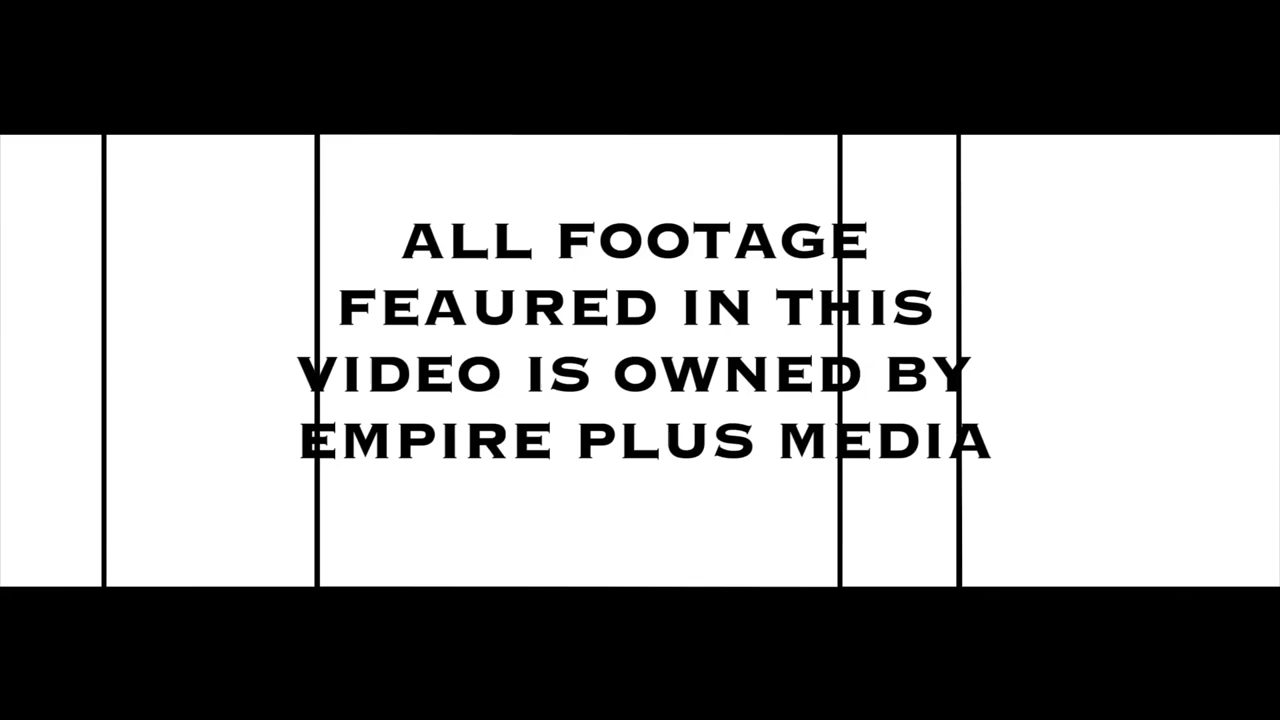 ALL FOOTAGE
FEAURED IN THIS
VIDEO IS OWNED BY
EMPIRE PLUS MEDIA